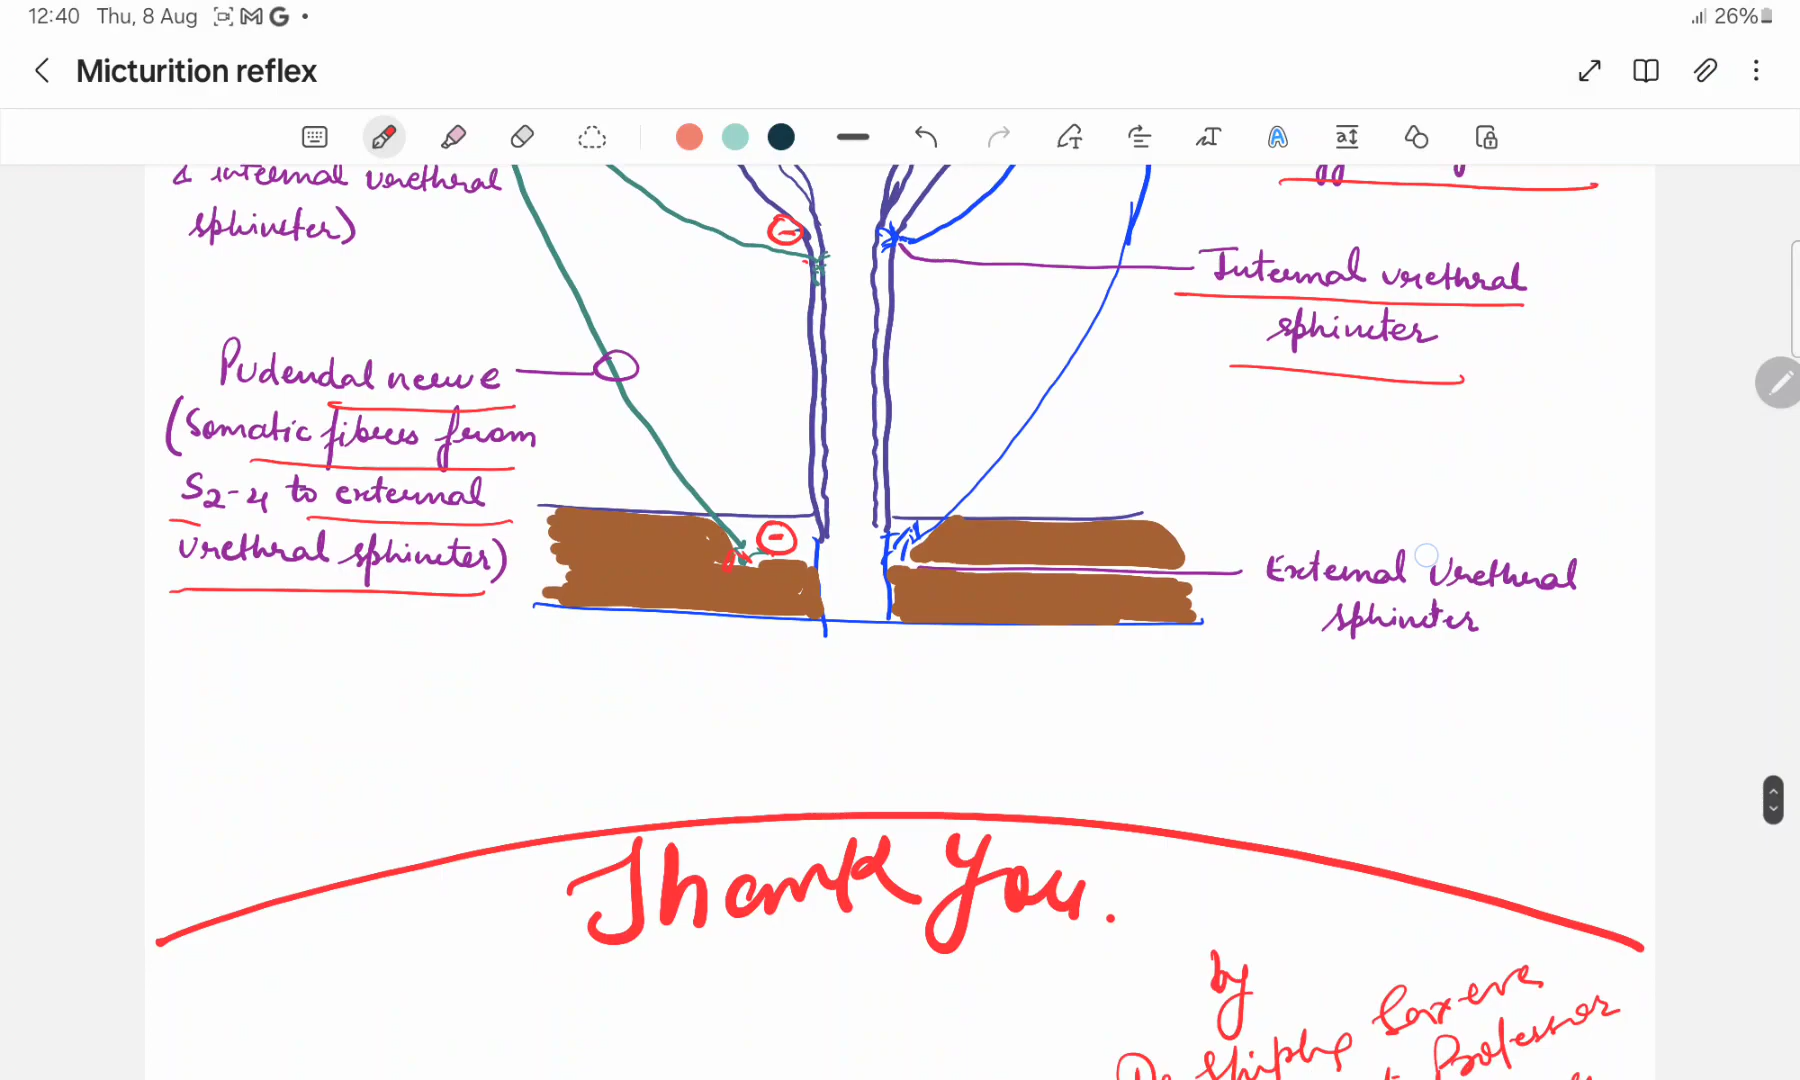 12:40 Thu, 8 Aug
26%
Micturition reflex
& internal urethral
sphincter)
Internal urethral
sphincter
Pudendal nerve
(Somatic fibres from
S2-4 to external
urethral sphincter)
External Urethral
sphincter
Thank You.
by
Professor